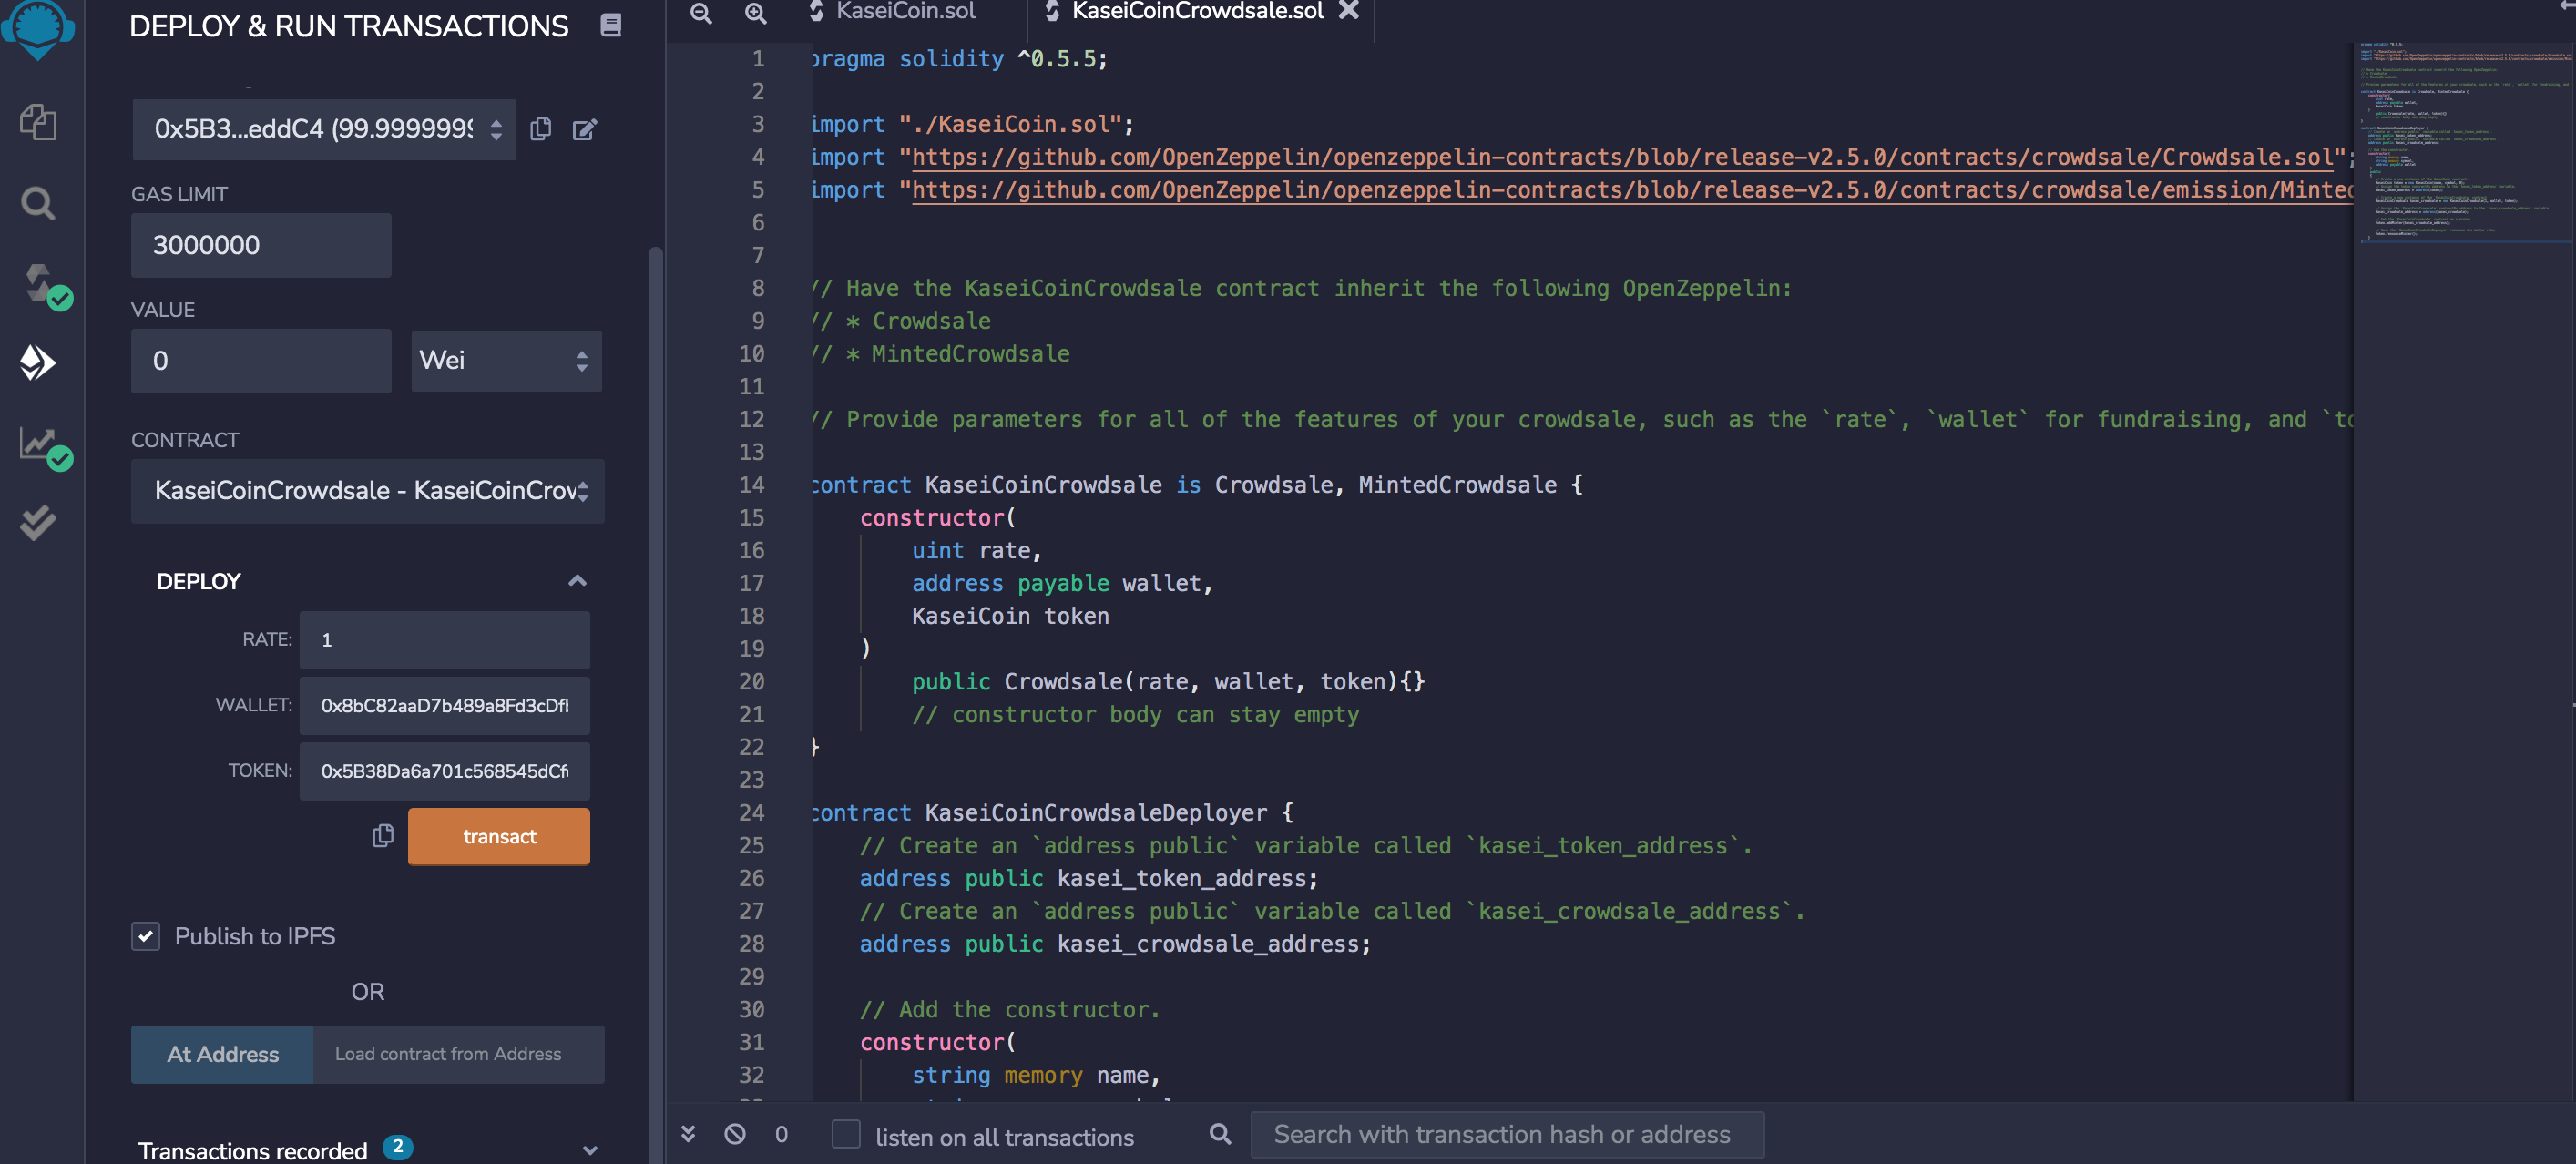 DEPLOY & RUN TRANSACTIONS
0x5B3...eddC4 (99.9999999
GAS LIMIT
3000000
VALUE
0
Wei
CONTRACT
KaseiCoinCrowdsale - KaseiCoinCrow
DEPLOY
RATE: 1
WALLET: 0x8bC82aaD7b489a8Fd3cDf
TOKEN: 0x5B38Da6a701c568545dCf
transact
Publish to IPFS
OR
At Address
Load contract from Address
Transactions recorded 2
KaseiCoin.sol
KaseiCoinCrowdsale.sol
1 pragma solidity ^0.5.5;
2
3 import "./KaseiCoin.sol";
4 import "https://github.com/OpenZeppelin/openzeppelin-contracts/blob/release-v2.5.0/contracts/crowdsale/Crowdsale.sol";
5 import "https://github.com/OpenZeppelin/openzeppelin-contracts/blob/release-v2.5.0/contracts/crowdsale/emission/Minted
6
7
8 // Have the KaseiCoinCrowdsale contract inherit the following OpenZeppelin:
9 // * Crowdsale
10 // * MintedCrowdsale
11
12 // Provide parameters for all of the features of your crowdsale, such as the `rate`, `wallet` for fundraising, and `to
13
14 contract KaseiCoinCrowdsale is Crowdsale, MintedCrowdsale {
15 constructor(
16 uint rate,
17 address payable wallet,
18 KaseiCoin token
19 )
20 public Crowdsale(rate, wallet, token){}
21 // constructor body can stay empty
22 }
23
24 contract KaseiCoinCrowdsaleDeployer {
25 // Create an `address public` variable called `kasei_token_address`.
26 address public kasei_token_address;
27 // Create an `address public` variable called `kasei_crowdsale_address`.
28 address public kasei_crowdsale_address;
29
30 // Add the constructor.
31 constructor(
32 string memory name,
0
listen on all transactions
Search with transaction hash or address